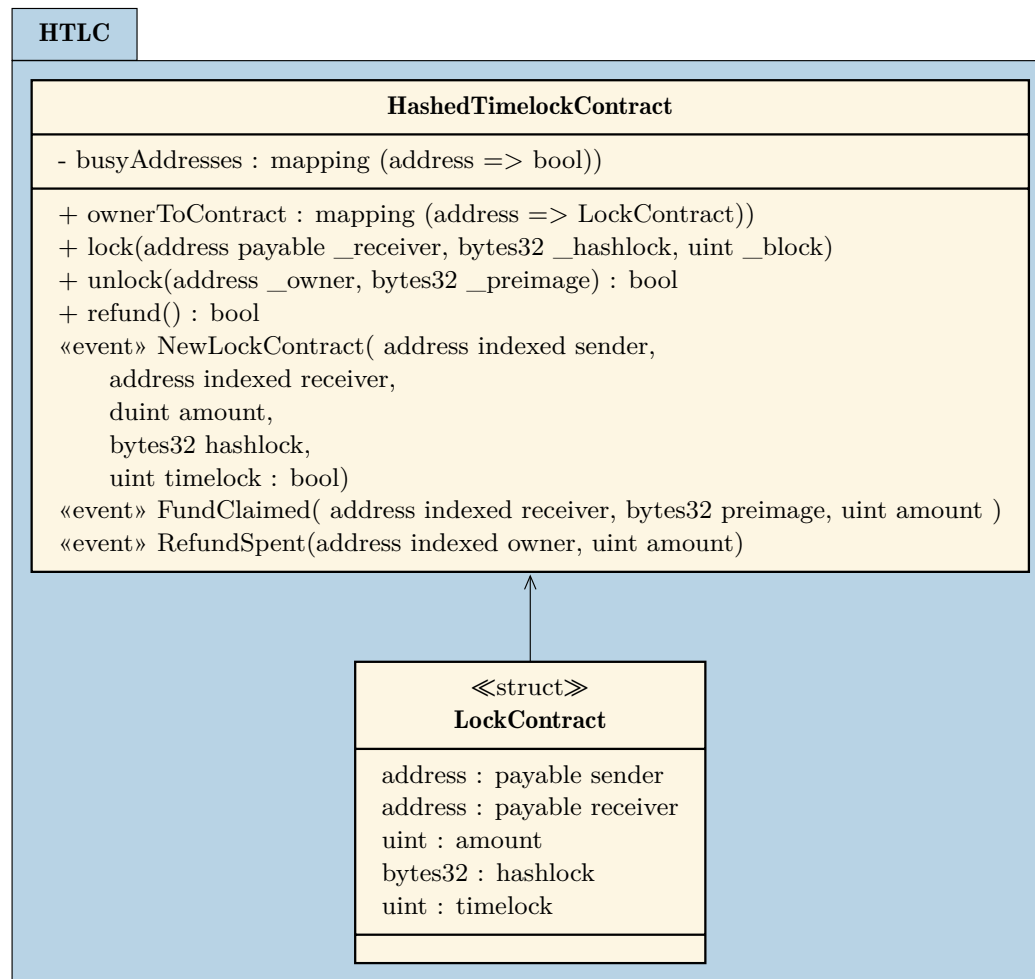 HTLC
HashedTimelockContract
- busyAddresses : mapping (address => bool))
+ ownerToContract : mapping (address => LockContract))
+ lock(address payable _receiver, bytes32 _hashlock, uint _block)
+ unlock(address _owner, bytes32 _preimage) : bool
+ refund() : bool
«event» NewLockContract( address indexed sender,
address indexed receiver,
duint amount,
bytes32 hashlock,
uint timelock : bool)
«event» FundClaimed( address indexed receiver, bytes32 preimage, uint amount )
«event» RefundSpent(address indexed owner, uint amount)
≪struct≫
LockContract
address : payable sender
address : payable receiver
uint : amount
bytes32 : hashlock
uint : timelock